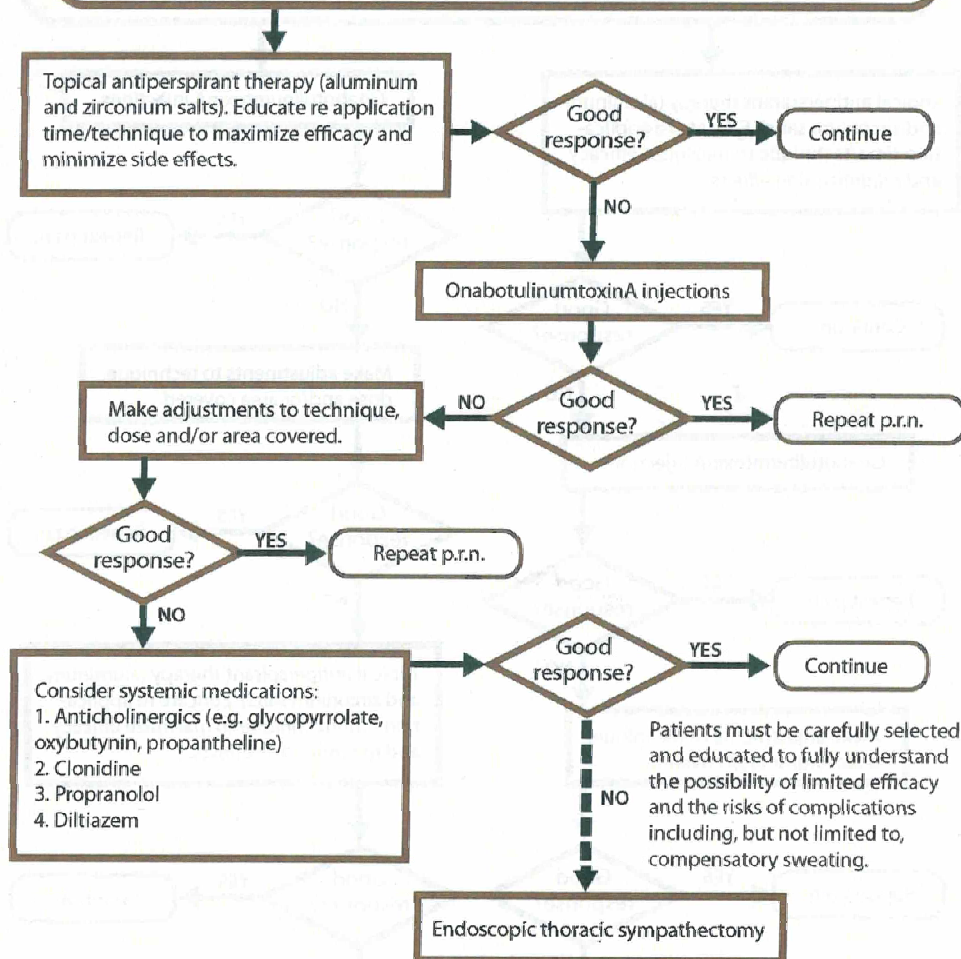 Topical antiperspirant therapy (aluminum
and zirconium salts). Educate re application
time/technique to maximize efficacy and
minimize side effects.
Good
response?
YES
Continue
NO
OnabotulinumtoxinA injections
Good
response?
YES
Repeat p.r.n.
NO
Make adjustments to technique,
dose and/or area covered.
Good
response?
YES
Repeat p.r.n.
NO
Consider systemic medications:
1. Anticholinergics (e.g. glycopyrrolate,
oxybutynin, propantheline)
2. Clonidine
3. Propranolol
4. Diltiazem
Good
response?
YES
Continue
NO
Patients must be carefully selected
and educated to fully understand
the possibility of limited efficacy
and the risks of complications
including, but not limited to,
compensatory sweating.
Endoscopic thoracic sympathectomy